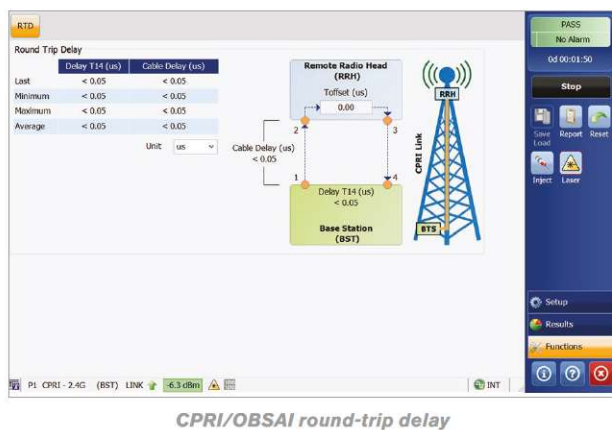 RTD
Round Trip Delay
Delay T14 (us) Cable Delay (us)
Last < 0.05 < 0.05
Minimum < 0.05 < 0.05
Maximum < 0.05 < 0.05
Average < 0.05 < 0.05
Unit us
Remote Radio Head
(RRH)
Toffset (us)
0.00
2 3
Cable Delay (us)
< 0.05
1 4
Delay T14 (us)
< 0.05
Base Station
(BST)
RRH
CPRI Link
BTS
PASS
No Alarm
0d 00:01:50
Stop
Save
Load
Report
Reset
Inject
Laser
Setup
Results
Functions
P1 CPRI - 2.4G (BST) LINK -6.3 dBm INT
CPRI/OBSAI round-trip delay